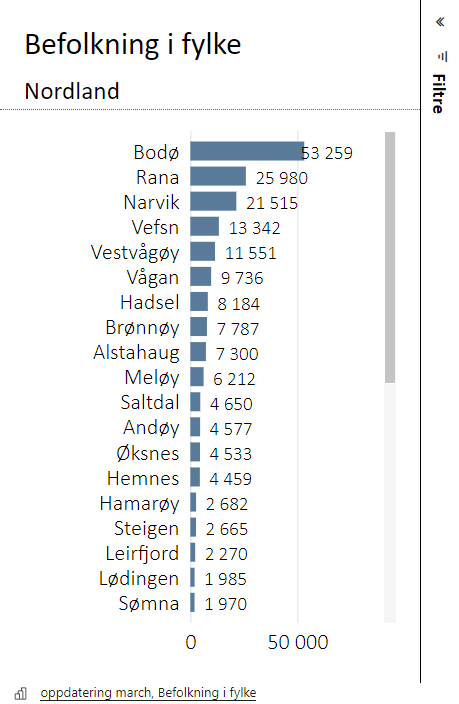 Befolkning i fylke
Filtre
Nordland
Bodø 53 259
Rana 25 980
Narvik 21 515
Vefsn 13 342
Vestvågøy 11 551
Vågan 9 736
Hadsel 8 184
Brønnøy 7 787
Alstahaug 7 300
Meløy 6 212
Saltdal 4 650
Andøy 4 577
Øksnes 4 533
Hemnes 4 459
Hamarøy 2 682
Steigen 2 665
Leirfjord 2 270
Lødingen 1 985
Sømna 1 970
0 50 000
oppdatering march, Befolkning i fylke